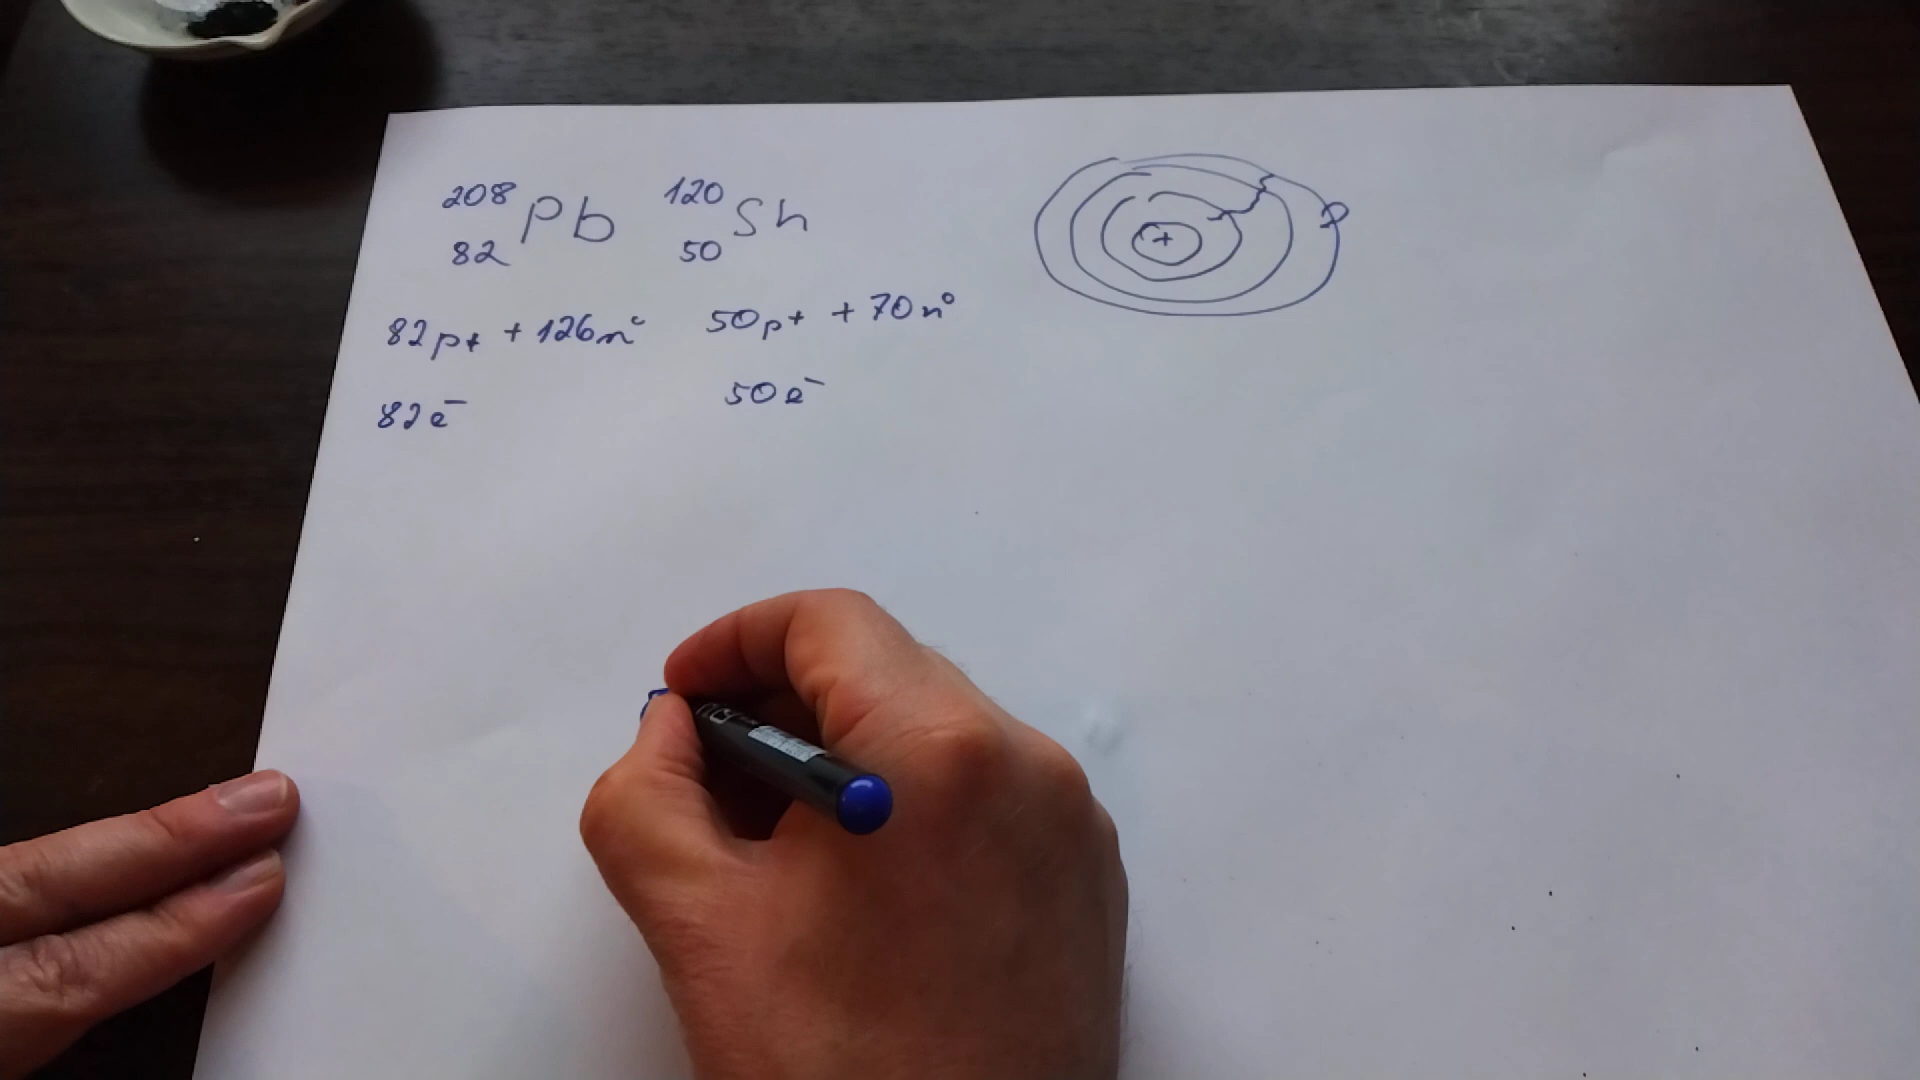 208 Pb 120 Sn
82 50
82p+ + 126n° 50p+ + 70n°
82e⁻ 50e⁻
+